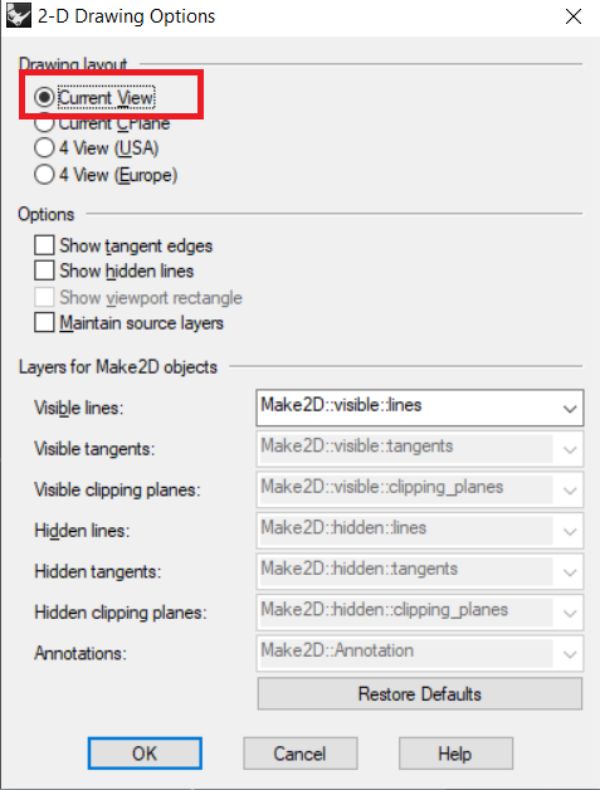 2-D Drawing Options
Drawing layout
Current View
Current CPlane
4 View (USA)
4 View (Europe)
Options
Show tangent edges
Show hidden lines
Show viewport rectangle
Maintain source layers
Layers for Make2D objects
Visible lines: Make2D::visible::lines
Visible tangents: Make2D::visible::tangents
Visible clipping planes: Make2D::visible::clipping_planes
Hidden lines: Make2D::hidden::lines
Hidden tangents: Make2D::hidden::tangents
Hidden clipping planes: Make2D::hidden::clipping_planes
Annotations: Make2D::Annotation
Restore Defaults
OK Cancel Help